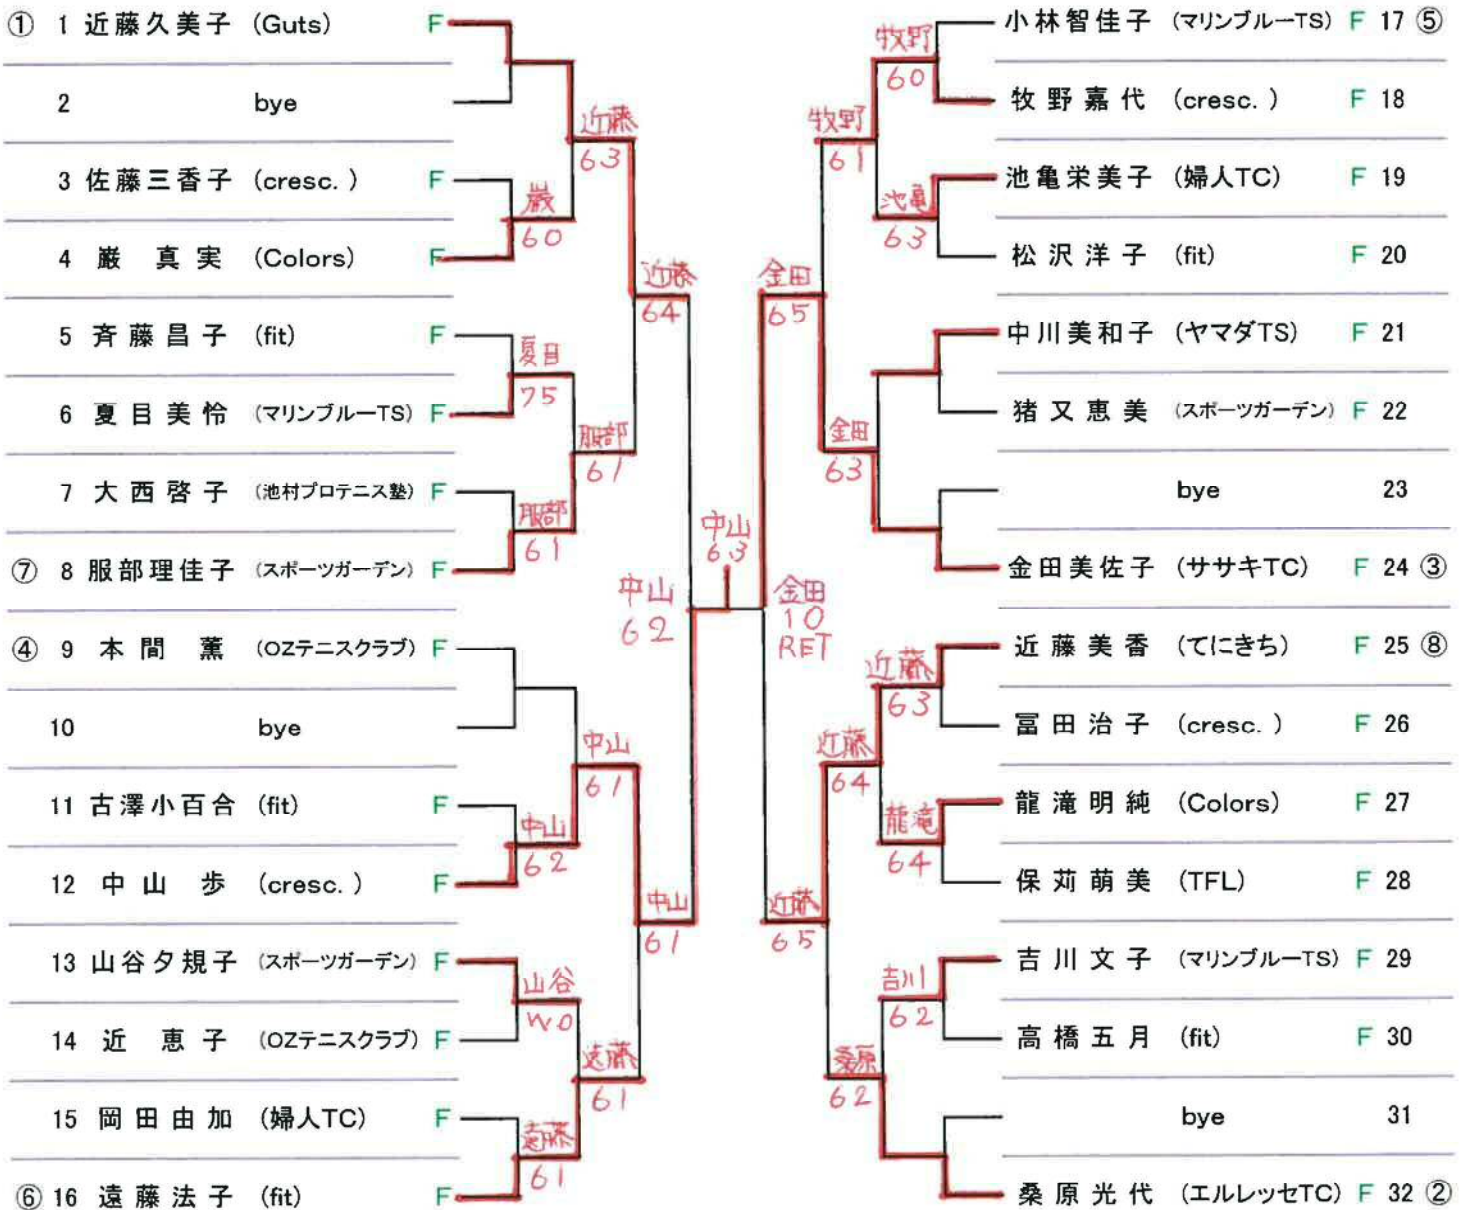 ① 1 近藤久美子 (Guts) F
2 bye
3 佐藤三香子 (cresc.) F
4 巌 真実 (Colors) F
5 斉藤昌子 (fit) F
6 夏目美怜 (マリンブルーTS) F
7 大西啓子 (池村プロテニス塾) F
⑦ 8 服部理佳子 (スポーツガーデン) F
④ 9 本間 薫 (OZテニスクラブ) F
10 bye
11 古澤小百合 (fit) F
12 中山 歩 (cresc.) F
13 山谷夕規子 (スポーツガーデン) F
14 近 恵子 (OZテニスクラブ) F
15 岡田由加 (婦人TC) F
⑥ 16 遠藤法子 (fit) F
巌
60
夏目
75
服部
61
中山
62
山谷
W0
遠藤
61
近藤
63
服部
61
中山
61
遠藤
61
近藤
64
中山
61
中山
62
中山
63
金田
10
RET
金田
65
近藤
65
牧野
61
金田
63
近藤
64
桑原
62
牧野
60
池亀
63
近藤
63
龍滝
64
吉川
62
小林智佳子 (マリンブルーTS) F 17 ⑤
牧野嘉代 (cresc.) F 18
池亀栄美子 (婦人TC) F 19
松沢洋子 (fit) F 20
中川美和子 (ヤマダTS) F 21
猪又恵美 (スポーツガーデン) F 22
bye 23
金田美佐子 (ササキTC) F 24 ③
近藤美香 (てにきち) F 25 ⑧
冨田治子 (cresc.) F 26
龍滝明純 (Colors) F 27
保苅萌美 (TFL) F 28
吉川文子 (マリンブルーTS) F 29
高橋五月 (fit) F 30
bye 31
桑原光代 (エルレッセTC) F 32 ②